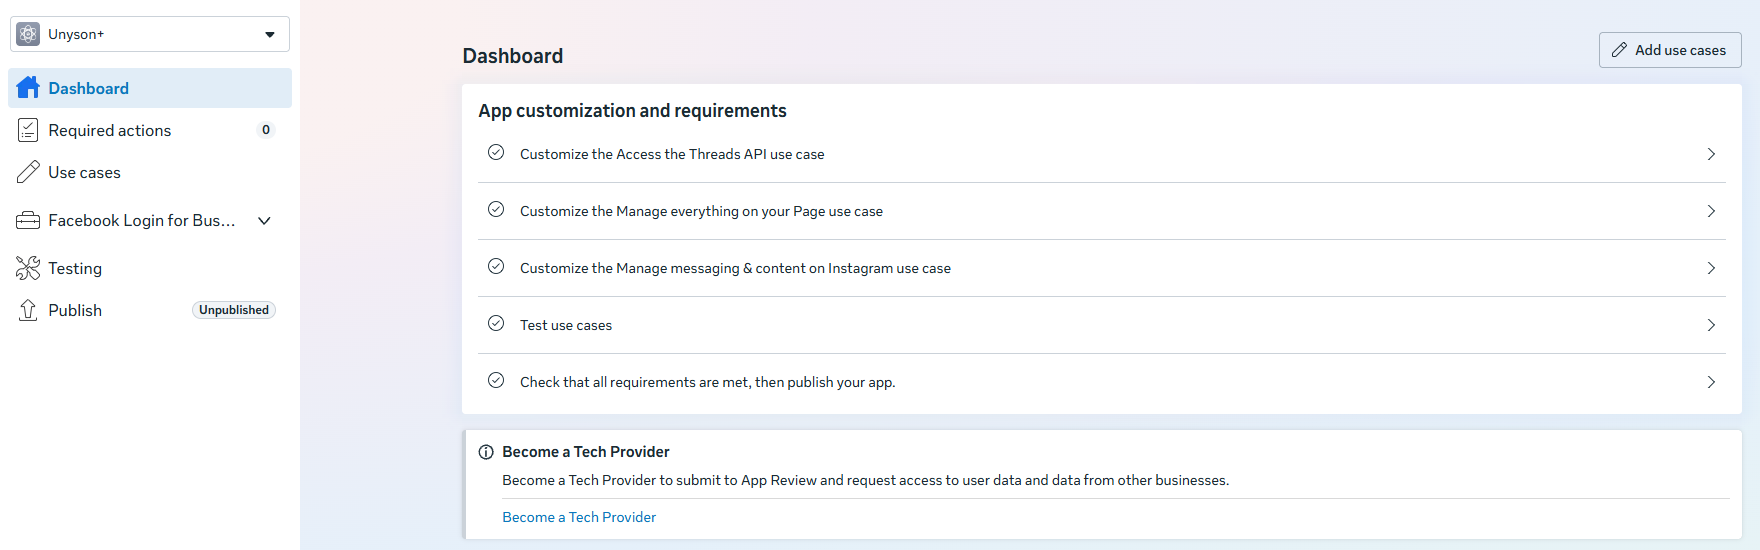 Unyson+
Dashboard
Required actions 0
Use cases
Facebook Login for Bus...
Testing
Publish Unpublished
Dashboard
Add use cases
App customization and requirements
Customize the Access the Threads API use case
Customize the Manage everything on your Page use case
Customize the Manage messaging & content on Instagram use case
Test use cases
Check that all requirements are met, then publish your app.
Become a Tech Provider
Become a Tech Provider to submit to App Review and request access to user data and data from other businesses.
Become a Tech Provider